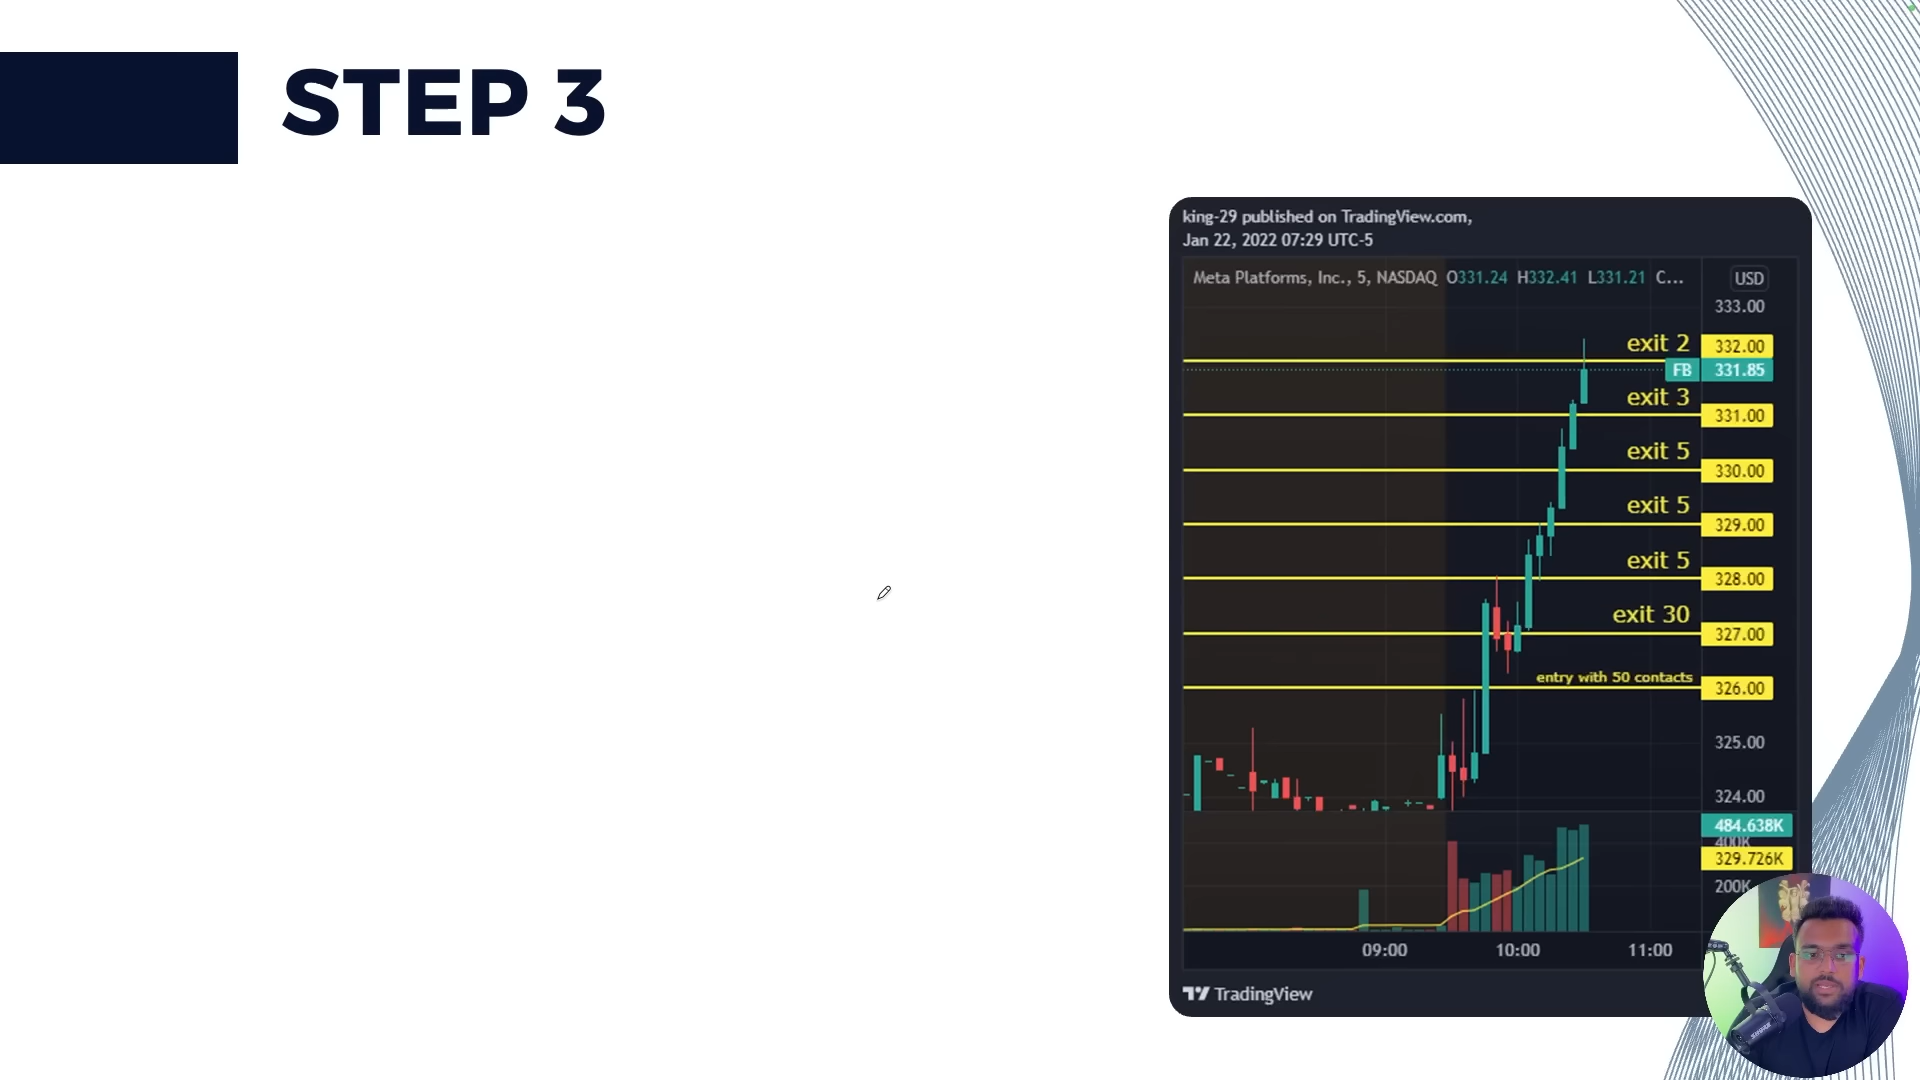 STEP 3
king-29 published on TradingView.com,
Jan 22, 2022 07:29 UTC-5
Meta Platforms, Inc., 5, NASDAQ O331.24 H332.41 L331.21 C... USD
333.00
exit 2 332.00
FB 331.85
exit 3
331.00
exit 5
330.00
exit 5
329.00
exit 5
328.00
exit 30
327.00
entry with 50 contacts
326.00
325.00
324.00
484.638K
400K
329.726K
200K
09:00 10:00 11:00
TradingView